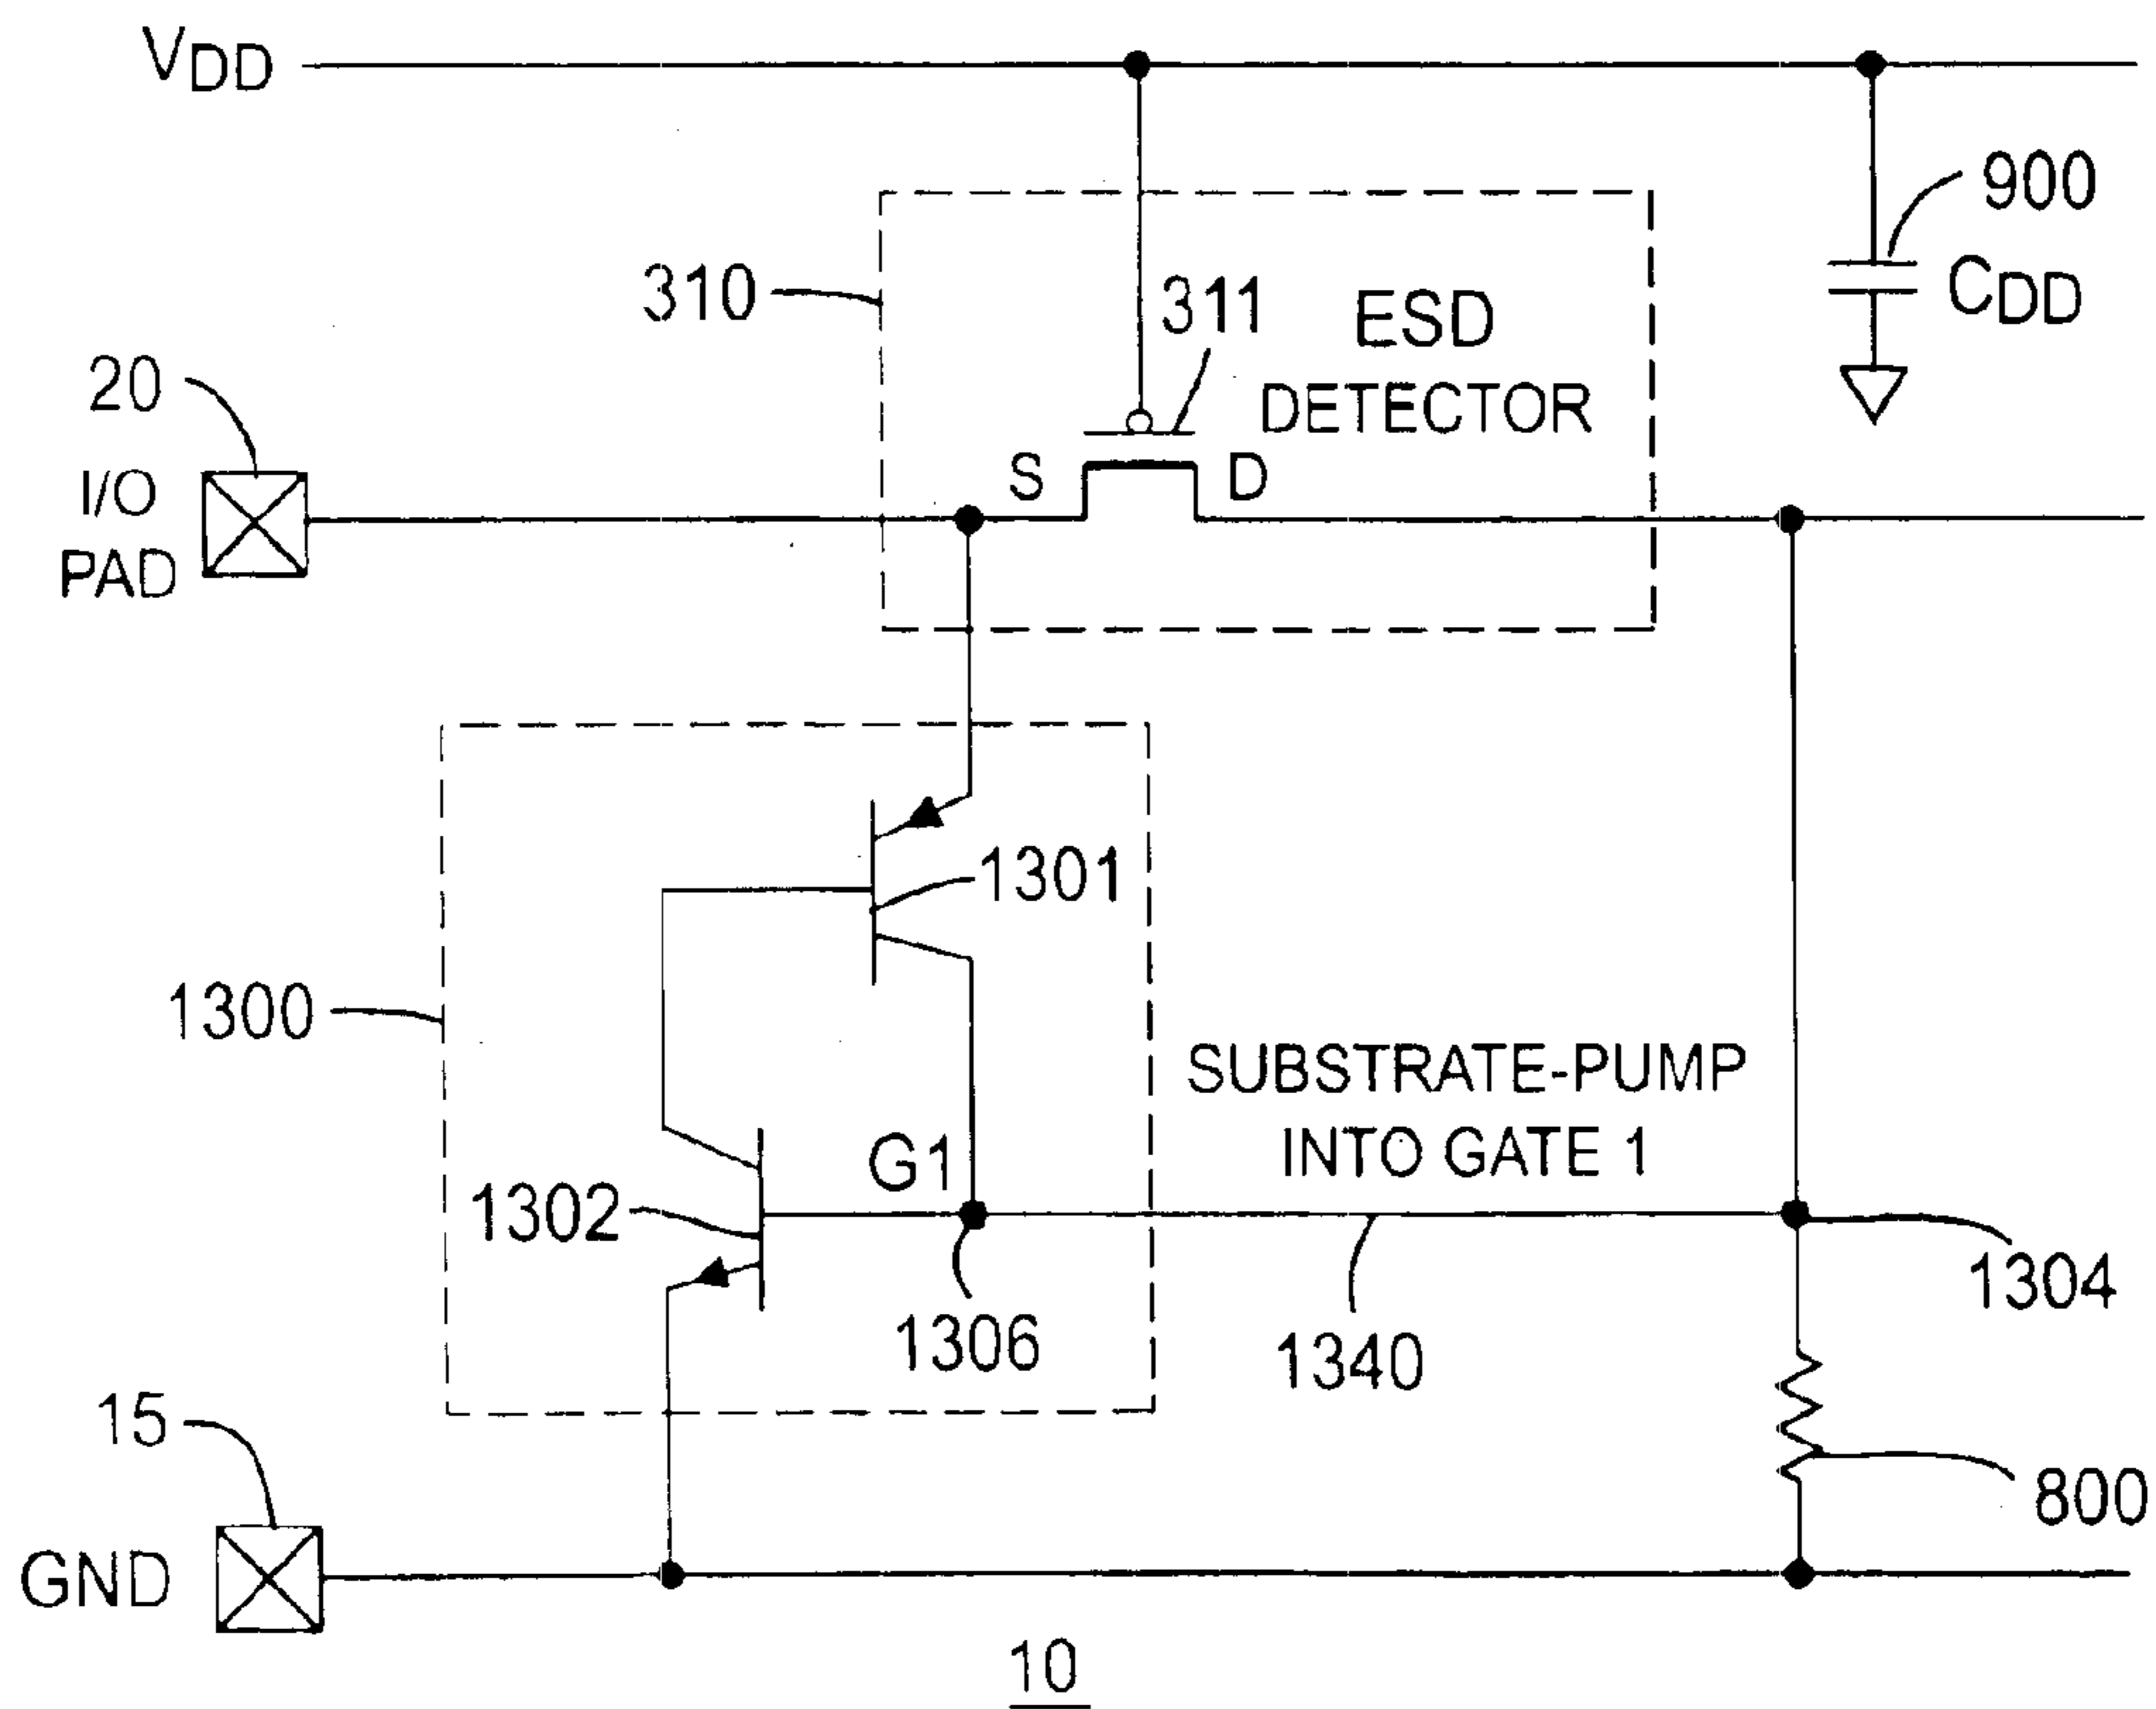 VDD
900
CDD
310
311
ESD
DETECTOR
20
I/O
PAD
S
D
1301
1300
SUBSTRATE-PUMP
INTO GATE 1
G1
1302
1304
1306
1340
15
800
GND
10